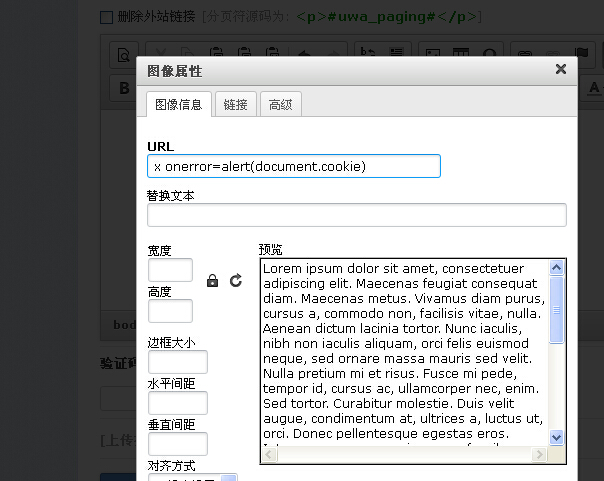 删除外站链接 [分页符源码为: <p>#uwa_paging#</p>]
图像属性
图像信息 链接 高级
URL
x onerror=alert(document.cookie)
替换文本
宽度
高度
边框大小
水平间距
垂直间距
对齐方式
预览
Lorem ipsum dolor sit amet, consectetuer
adipiscing elit. Maecenas feugiat consequat
diam. Maecenas metus. Vivamus diam purus,
cursus a, commodo non, facilisis vitae, nulla.
Aenean dictum lacinia tortor. Nunc iaculis,
nibh non iaculis aliquam, orci felis euismod
neque, sed ornare massa mauris sed velit.
Nulla pretium mi et risus. Fusce mi pede,
tempor id, cursus ac, ullamcorper nec, enim.
Sed tortor. Curabitur molestie. Duis velit
augue, condimentum at, ultrices a, luctus ut,
orci. Donec pellentesque egestas eros.
B
A
bod
验证码
[上传